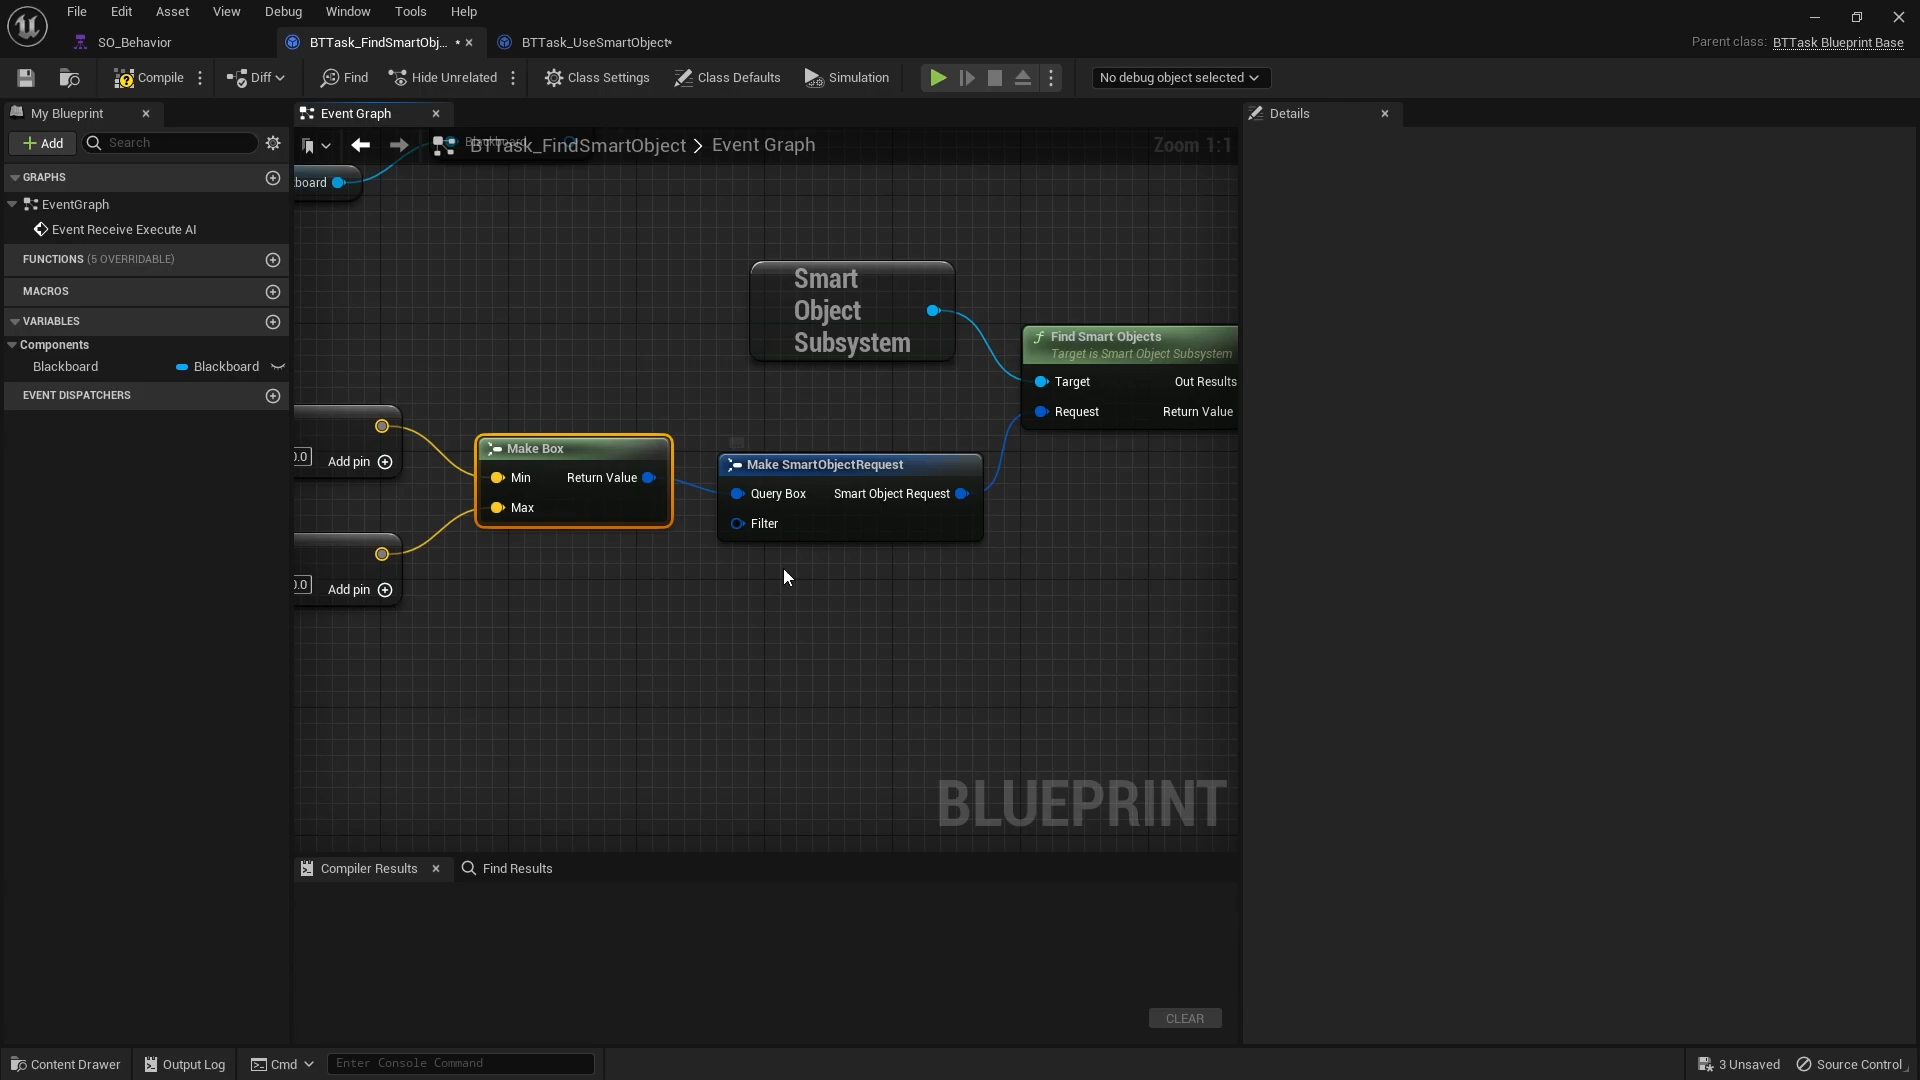 File Edit Asset View Debug Window Tools Help
SO_Behavior
BTTask_FindSmartObj... *
BTTask_UseSmartObject*
Parent class: BTTask Blueprint Base
Compile
Diff
Find
Hide Unrelated
Class Settings
Class Defaults
Simulation
No debug object selected
My Blueprint
Event Graph
Details
Add
Search
BTTask_FindSmartObject > Event Graph
Zoom 1:1
Blackboard
board
GRAPHS
EventGraph
Event Receive Execute AI
FUNCTIONS (5 OVERRIDABLE)
MACROS
VARIABLES
Components
Blackboard
Blackboard
EVENT DISPATCHERS
Smart
Object
Subsystem
Find Smart Objects
Target is Smart Object Subsystem
Target
Out Results
Request
Return Value
0.0
Add pin
Make Box
Min
Return Value
Max
Make SmartObjectRequest
Query Box
Smart Object Request
Filter
0.0
Add pin
BLUEPRINT
Compiler Results
Find Results
CLEAR
Content Drawer
Output Log
Cmd
Enter Console Command
3 Unsaved
Source Control